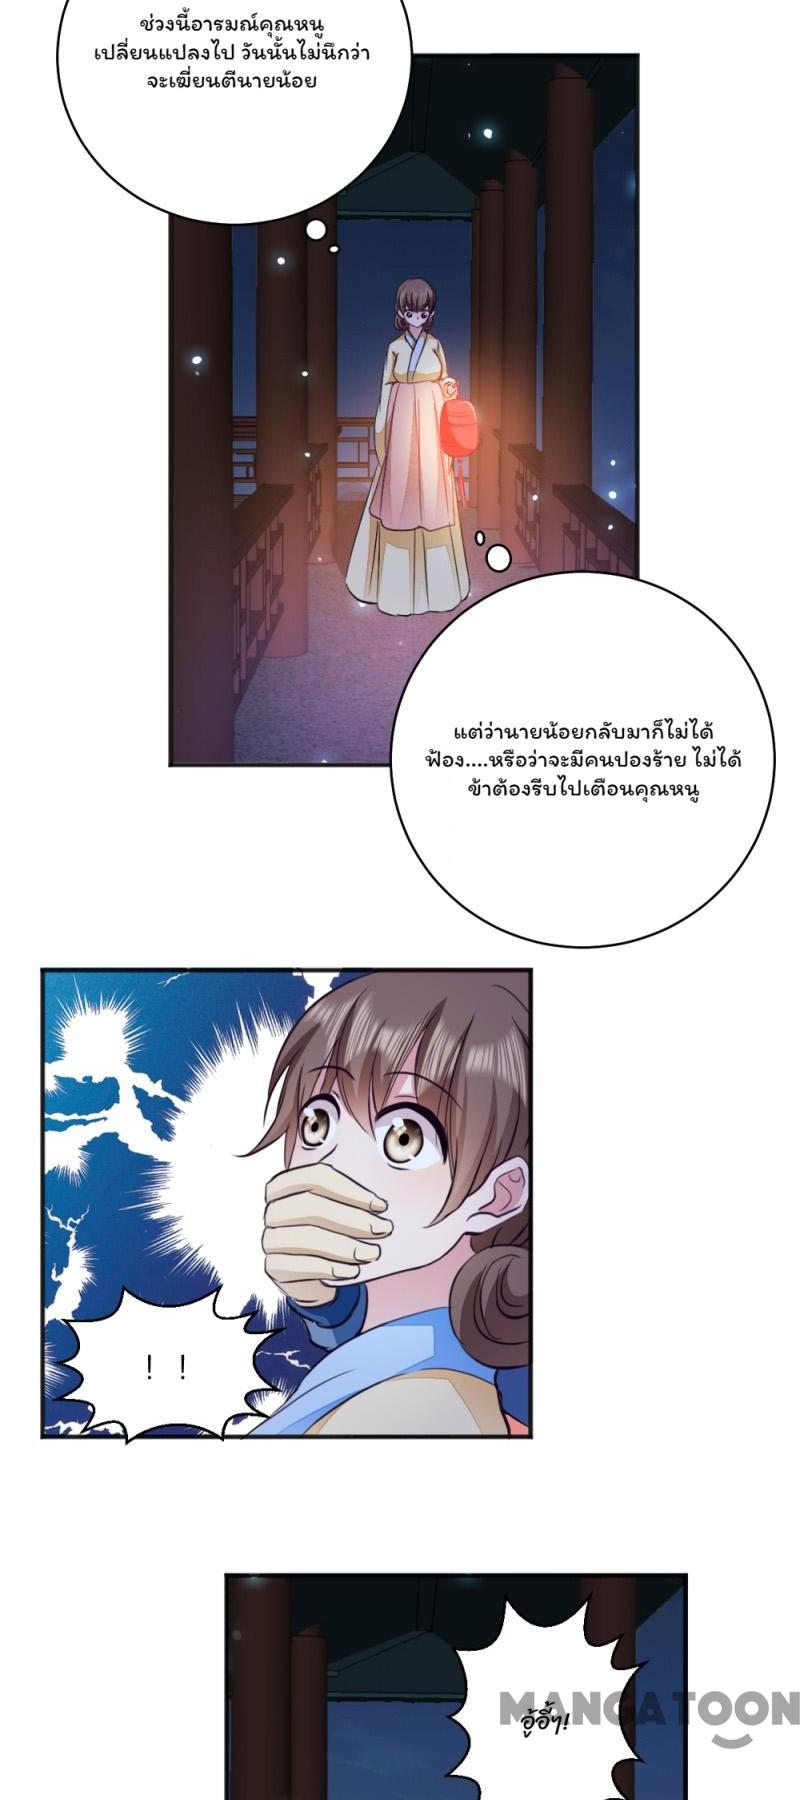 ช่วงนี้อารมณ์คุณหนู
เปลี่ยนแปลงไป วันนั้นไม่นึกว่า
จะเฆี่ยนตีนายน้อย
แต่ว่านายน้อยกลับมาก็ไม่ได้
ฟ้อง....หรือว่าจะมีคนปองร้าย ไม่ได้
ข้าต้องรีบไปเตือนคุณหนู
! !
อู้อี้ๆ!
MANGATOON